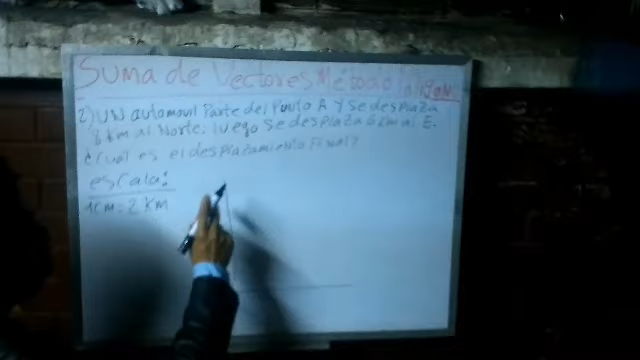 Suma de Vectores Método Polígono
2) UN automovil Parte del Punto A y se desplaza
8 Km al Norte. luego se desplaza 6 Km al E.
¿Cual es el desplazamiento Final?
escala:
1cm: 2 Km